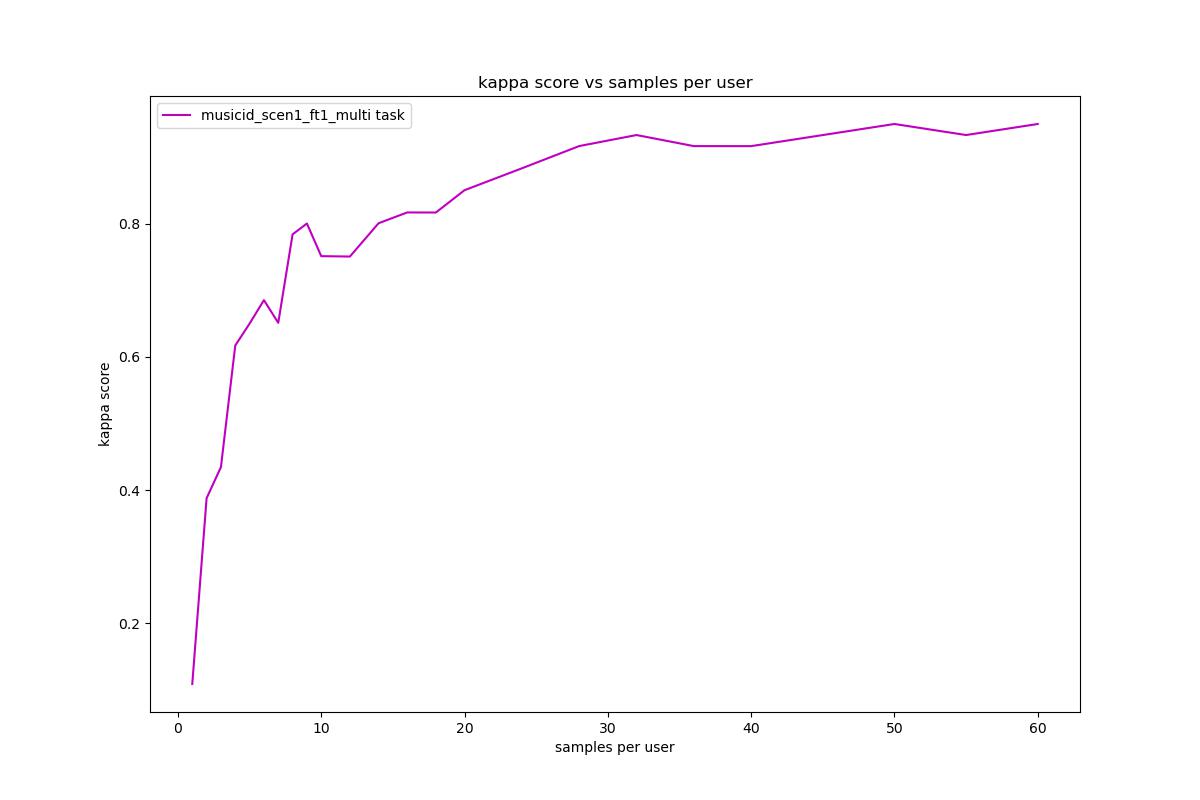 kappa score vs samples per user
musicid_scen1_ft1_multi task
kappa score
0.8
0.6
0.4
0.2
0 10 20 30 40 50 60
samples per user